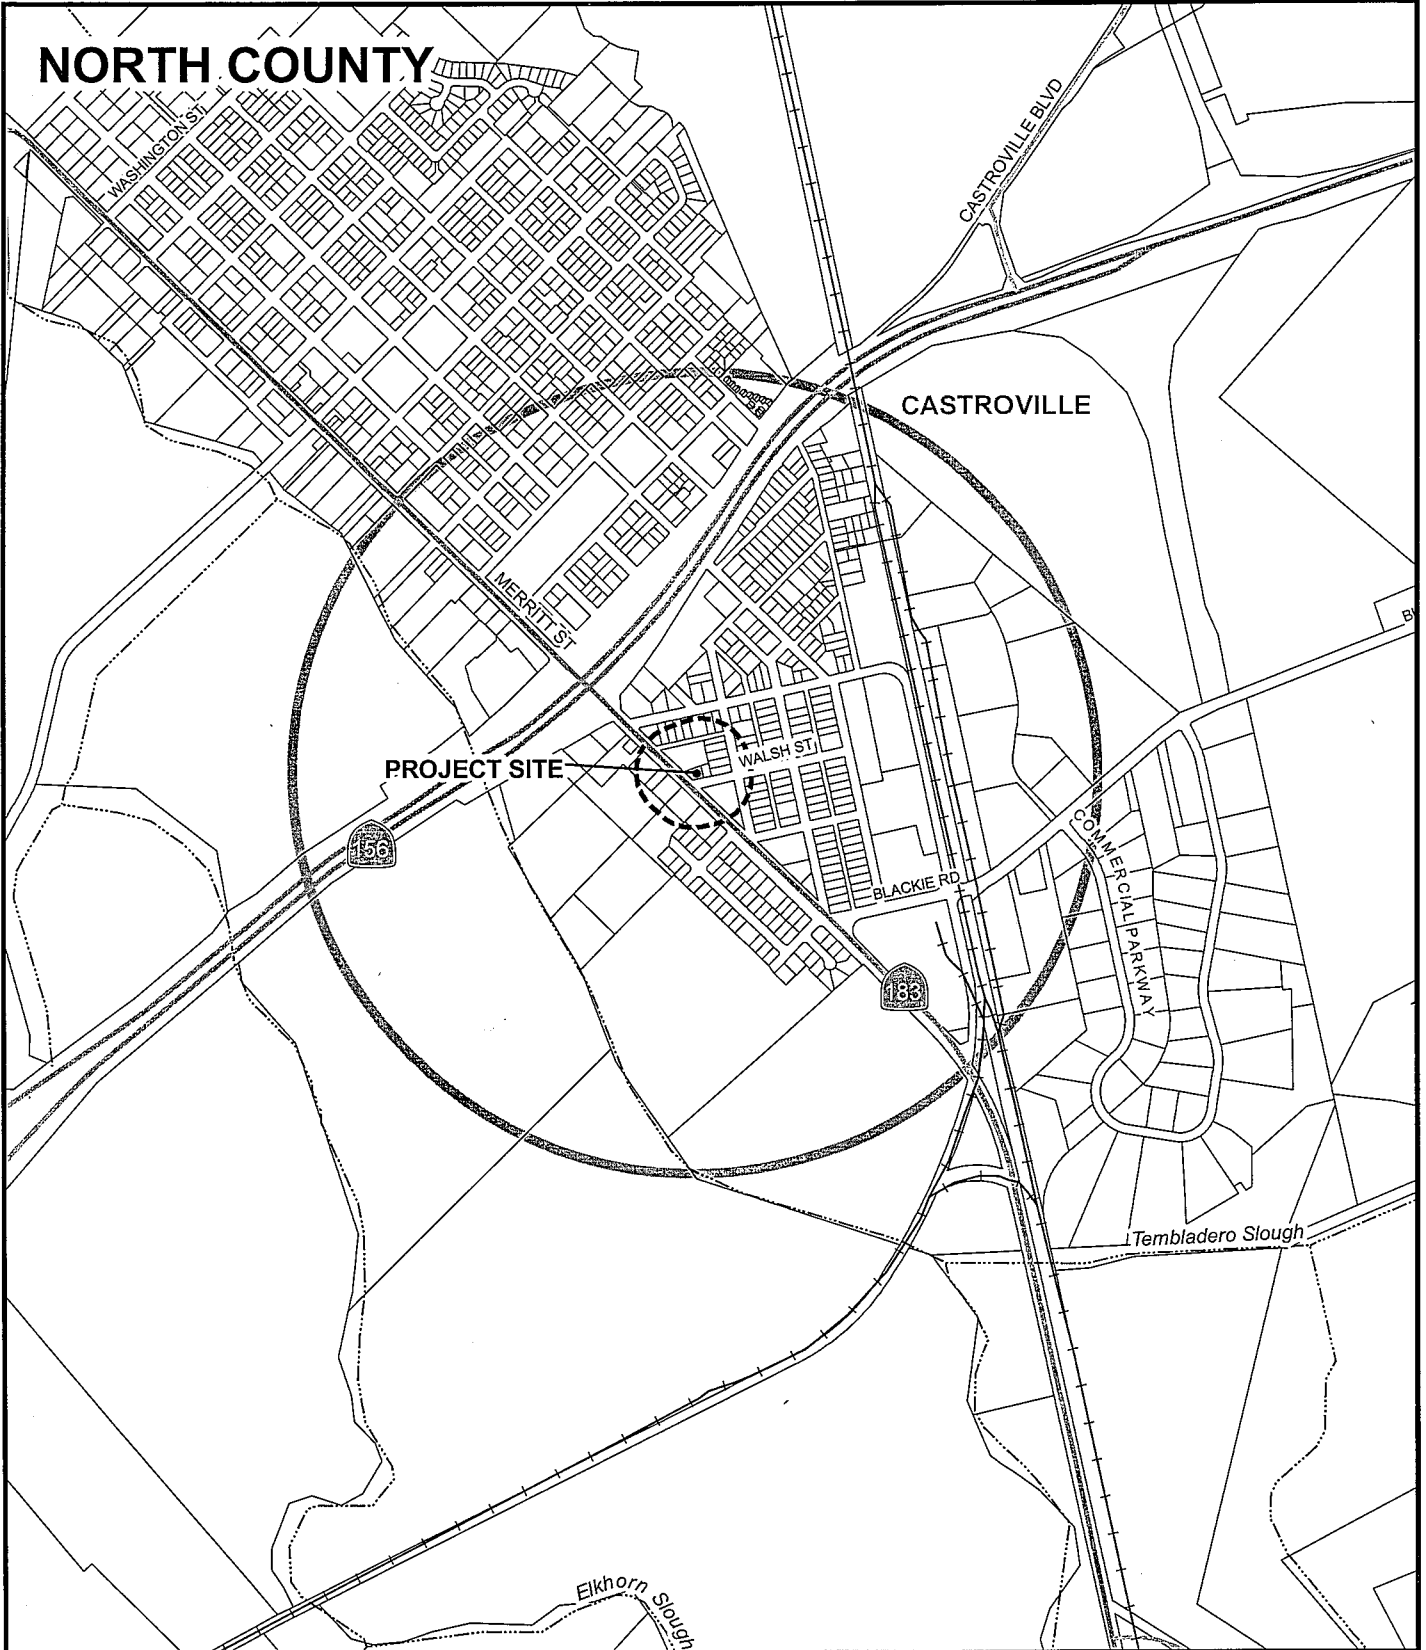 NORTH COUNTY
WASHINGTON ST
CASTROVILLE BLVD
CASTROVILLE
MERRITT ST
WALSH ST
PROJECT SITE
156
COMMERCIAL PARKWAY
BLACKIE RD
183
Tembladero Slough
Elkhorn Slough